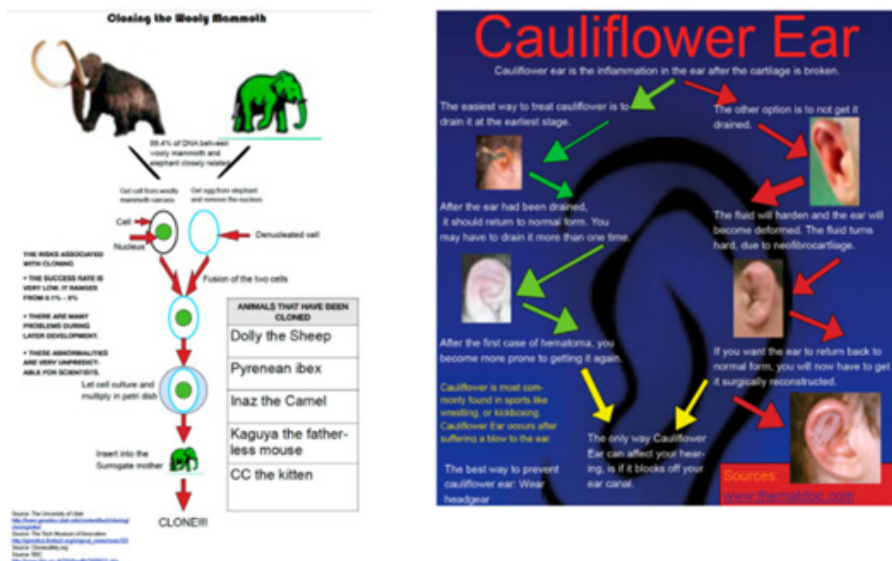 Cloning the Wooly Mammoth
99.4% of DNA between
wooly mammoth and
elephant closely related
Get cell from woolly
mammoth carcass
Get egg from elephant
and remove the nucleus
Cell
Nucleus
Denucleated cell
THE RISKS ASSOCIATED
WITH CLONING
• THE SUCCESS RATE IS
VERY LOW. IT RANGES
FROM 0.1% - 3%
• THERE ARE MANY
PROBLEMS DURING
LATER DEVELOPMENT.
• THESE ABNORMALITIES
ARE VERY UNPREDICT-
ABLE FOR SCIENTISTS.
Fusion of the two cells
Let cell culture and
multiply in petri dish
Insert into the
Surrogate mother
CLONE!!!
ANIMALS THAT HAVE BEEN
CLONED
Dolly the Sheep
Pyrenean ibex
Inaz the Camel
Kaguya the father-
less mouse
CC the kitten
Source: The University of Utah
Source: The Tech Museum of Innovation
Source: BBC
Cauliflower Ear
Cauliflower ear is the inflamation in the ear after the cartilage is broken.
The easiest way to treat cauliflower is to
drain it at the earliest stage.
The other option is to not get it
drained.
After the ear had been drained,
it should return to normal form. You
may have to drain it more than one time.
The fluid will harden and the ear will
become deformed. The fluid turns
hard, due to neofibrocartilage.
After the first case of hematoma, you
become more prone to getting it again.
If you want the ear to return back to
normal form, you will now have to get
it surgically reconstructed.
Cauliflower is most com-
monly found in sports like
wrestling, or kickboxing.
Cauliflower Ear occurs after
suffering a blow to the ear.
The only way Cauliflower
Ear can affect your hear-
ing, is if it blocks off your
ear canal.
The best way to prevent
cauliflower ear: Wear
headgear
Sources:
www.thematdoc.com